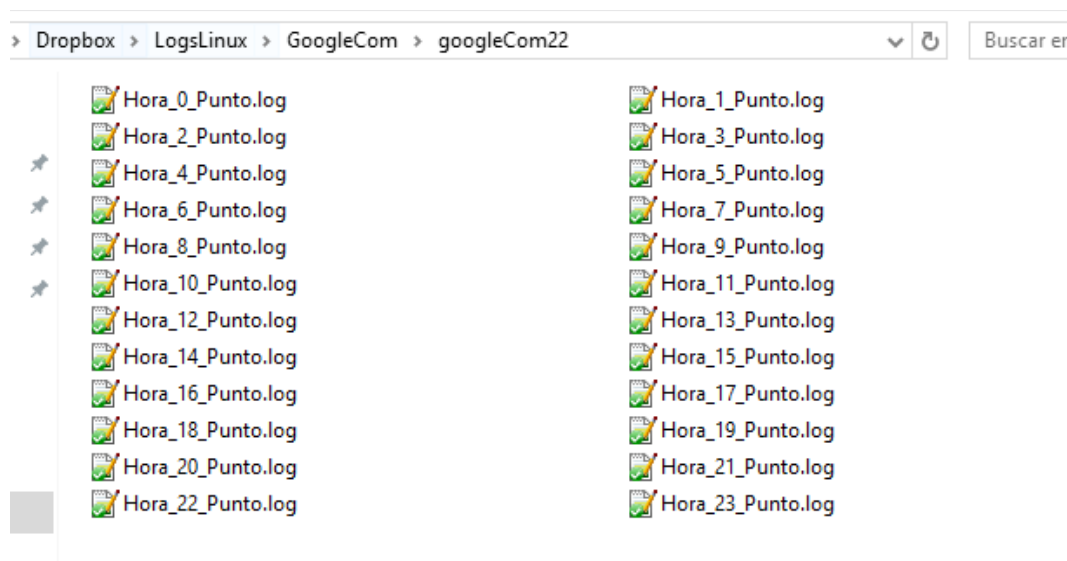 > Dropbox > LogsLinux > GoogleCom > googleCom22 Buscar er
Hora_0_Punto.log Hora_1_Punto.log
Hora_2_Punto.log Hora_3_Punto.log
Hora_4_Punto.log Hora_5_Punto.log
Hora_6_Punto.log Hora_7_Punto.log
Hora_8_Punto.log Hora_9_Punto.log
Hora_10_Punto.log Hora_11_Punto.log
Hora_12_Punto.log Hora_13_Punto.log
Hora_14_Punto.log Hora_15_Punto.log
Hora_16_Punto.log Hora_17_Punto.log
Hora_18_Punto.log Hora_19_Punto.log
Hora_20_Punto.log Hora_21_Punto.log
Hora_22_Punto.log Hora_23_Punto.log